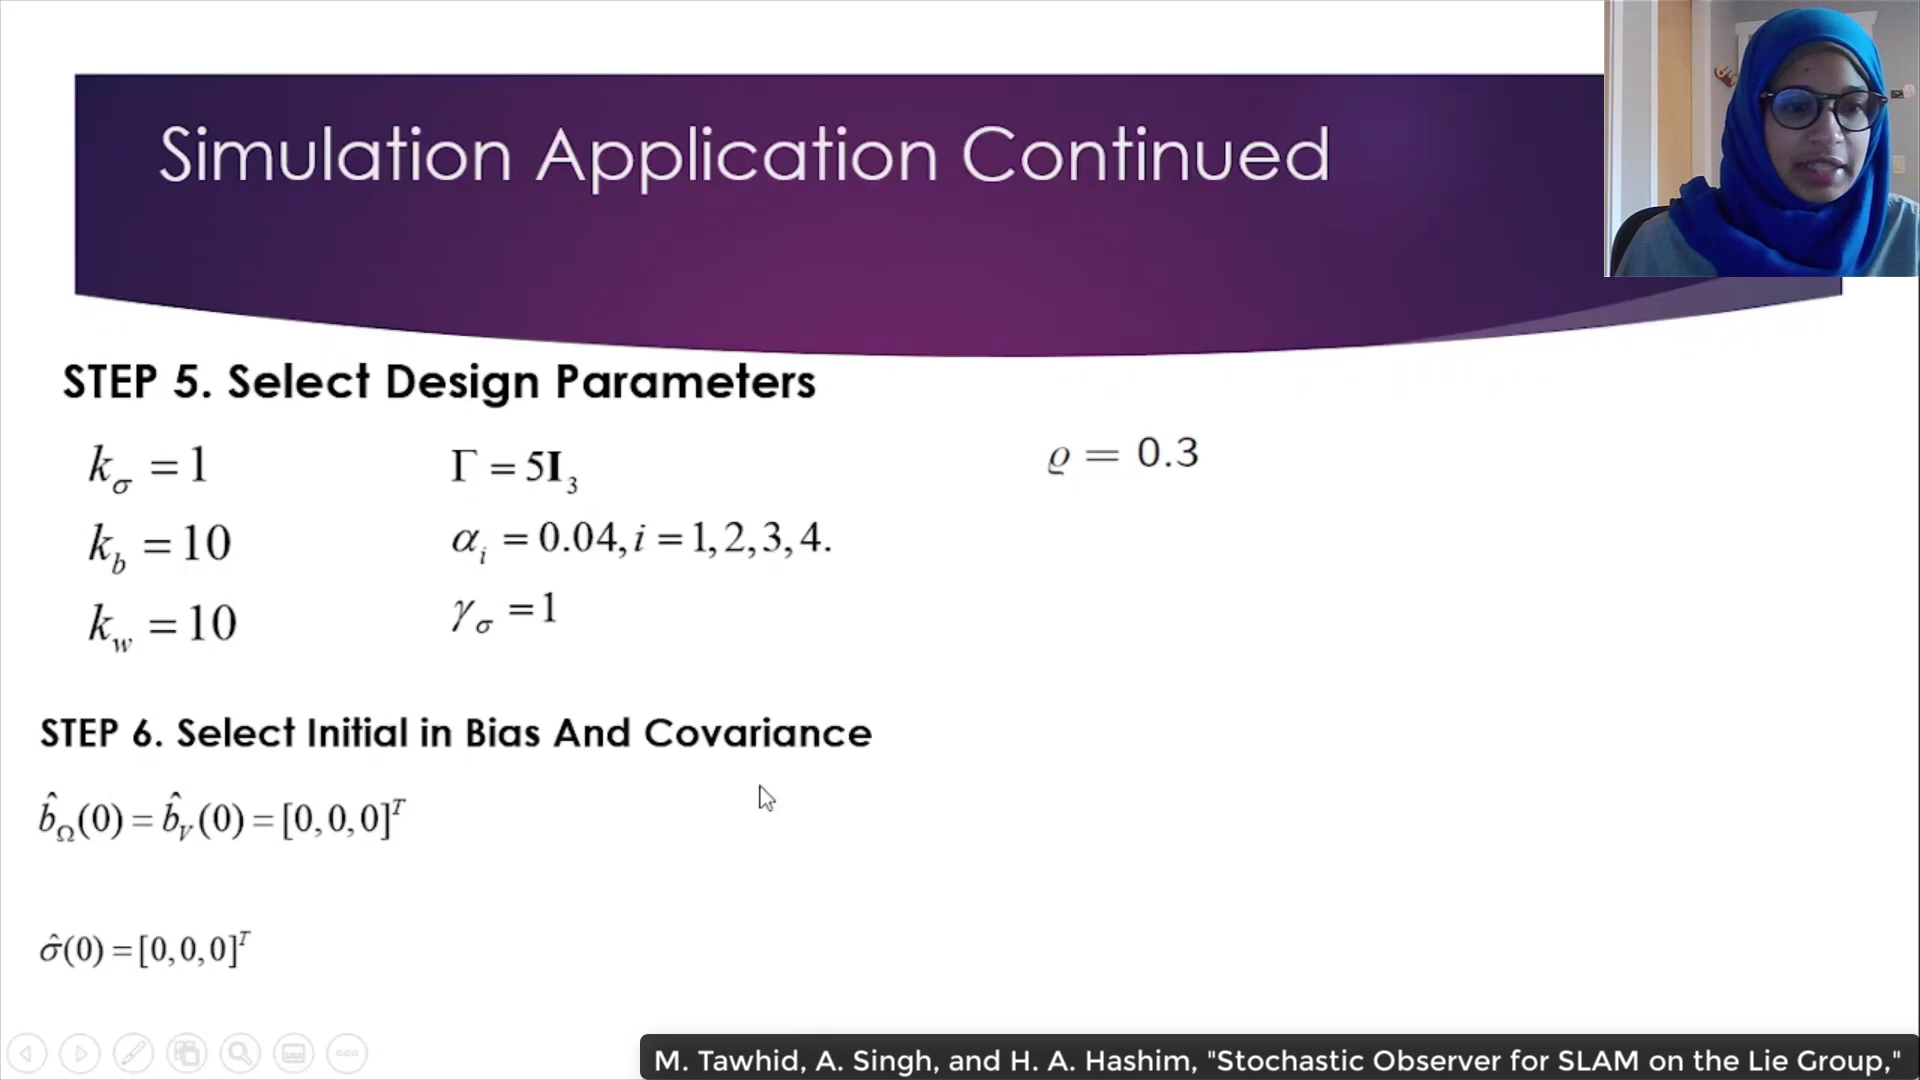 Simulation Application Continued
STEP 5. Select Design Parameters
k_σ = 1
Γ = 5I_3
ϱ = 0.3
k_b = 10
α_i = 0.04, i = 1, 2, 3, 4.
k_w = 10
γ_σ = 1
STEP 6. Select Initial in Bias And Covariance
b̂_Ω(0) = b̂_V(0) = [0, 0, 0]^T
σ̂(0) = [0, 0, 0]^T
M. Tawhid, A. Singh, and H. A. Hashim, "Stochastic Observer for SLAM on the Lie Group,"